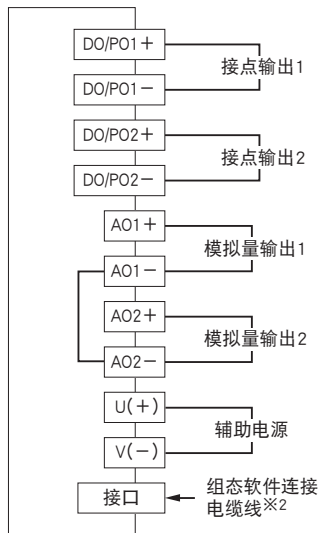 DO/PO1+
接点输出1
DO/PO1−
DO/PO2+
接点输出2
DO/PO2−
AO1+
模拟量输出1
AO1−
AO2+
模拟量输出2
AO2−
U(+)
辅助电源
V(−)
接口
组态软件连接
电缆线※2